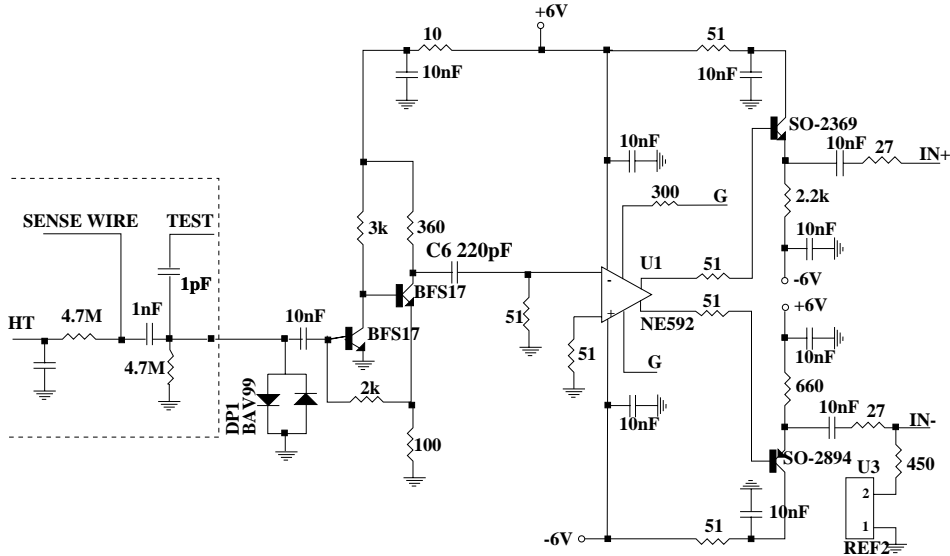 +6V
10
51
10nF
10nF
SO-2369
10nF
27
IN+
10nF
300
G
2.2k
SENSE WIRE
TEST
3k
360
C6 220pF
10nF
1pF
BFS17
U1
51
-6V
+6V
HT
4.7M
1nF
10nF
BFS17
51
51
NE592
10nF
4.7M
51
2k
G
660
DP1
BAV99
10nF
10nF
27
IN-
100
SO-2894
U3
450
2
10nF
1
-6V
51
REF2
-
+